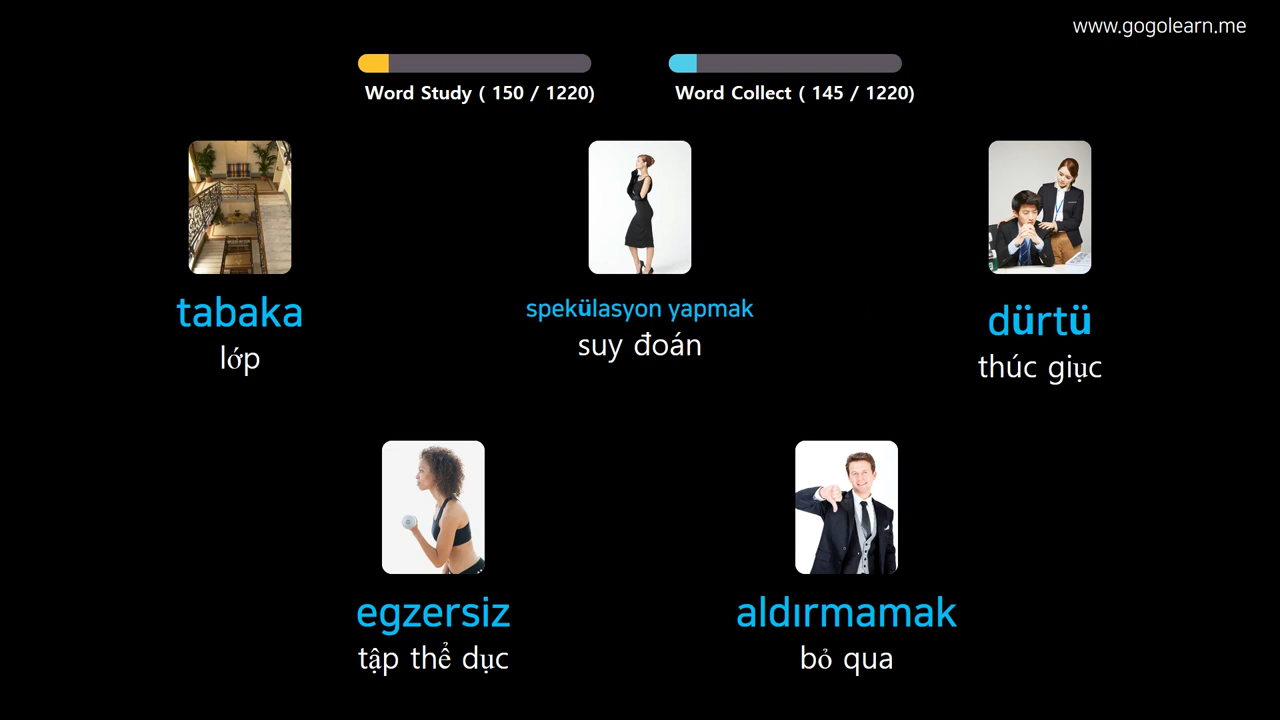 www.gogolearn.me
Word Study ( 150 / 1220)
Word Collect ( 145 / 1220)
tabaka
lớp
spekülasyon yapmak
suy đoán
dürtü
thúc giục
egzersiz
tập thể dục
aldırmamak
bỏ qua